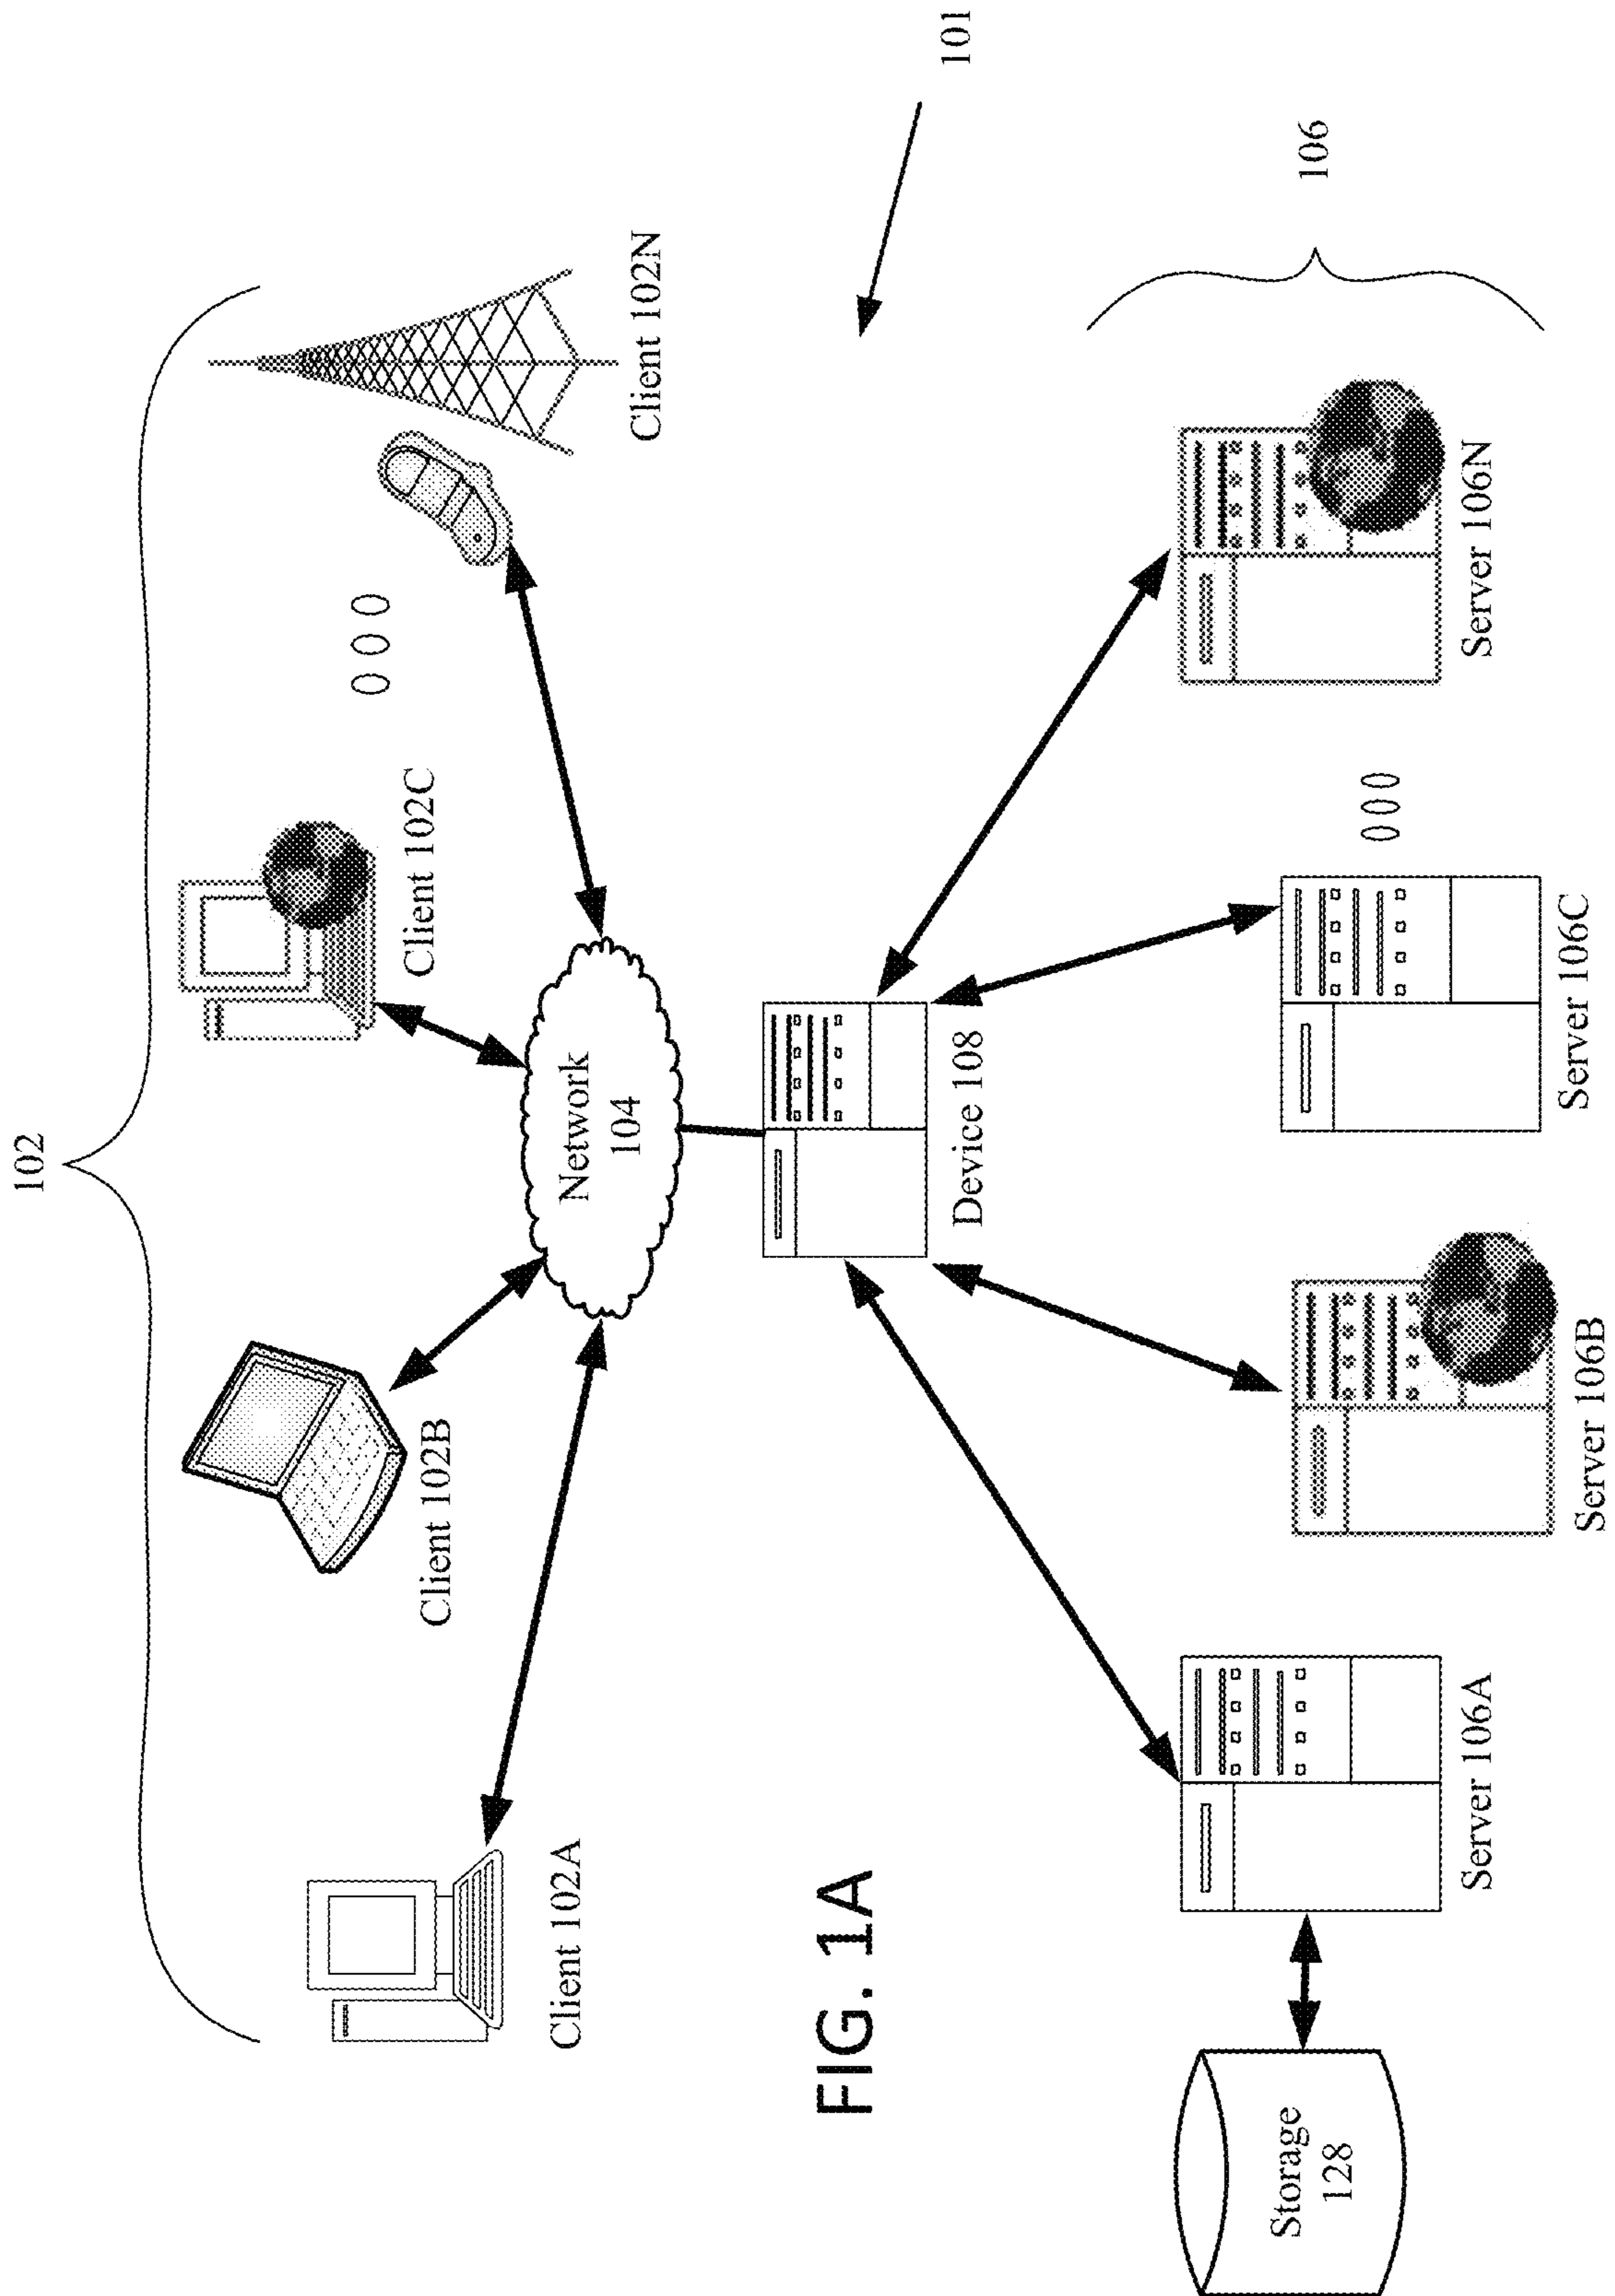 102
Client 102A
Client 102B
Client 102C
Client 102N
Network
104
101
Device 108
FIG. 1A
106
Storage
128
Server 106A
Server 106B
Server 106C
Server 106N